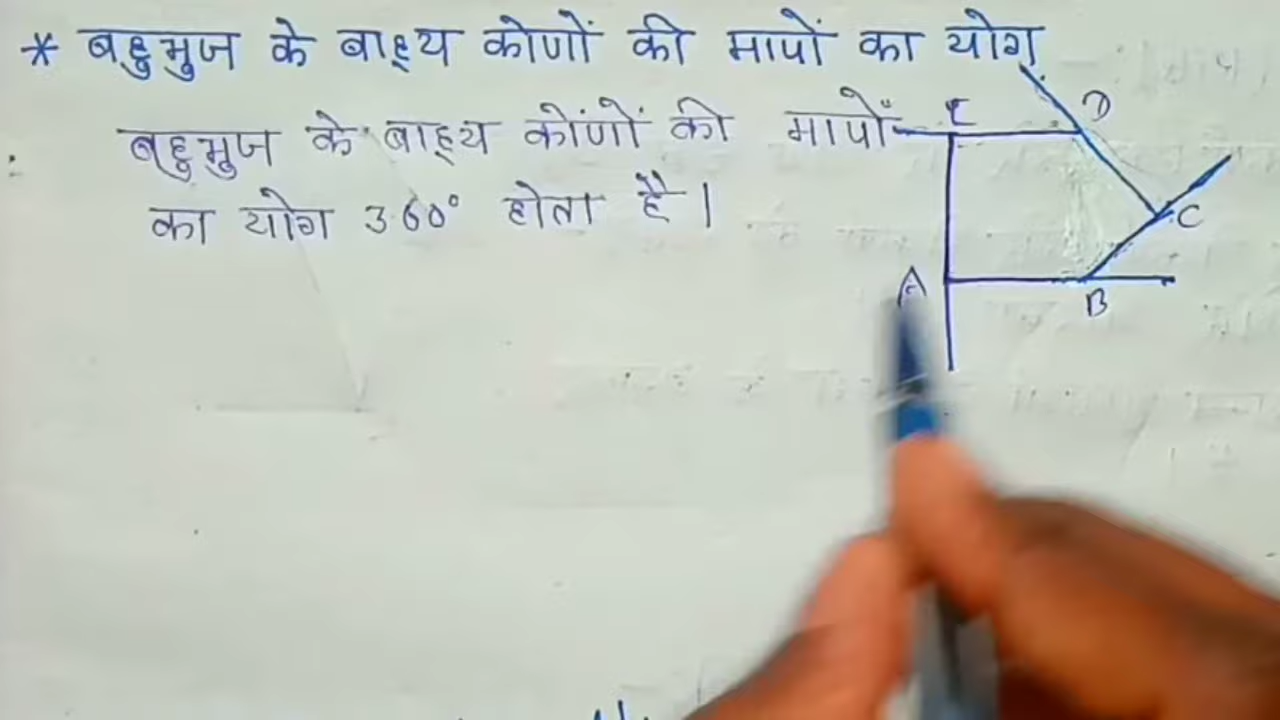 * बहुभुज के बाह्य कोणों की मापों का योग
बहुभुज के बाह्य कोंणों की मापों
का योग 360° होता है।
E
D
C
A
B